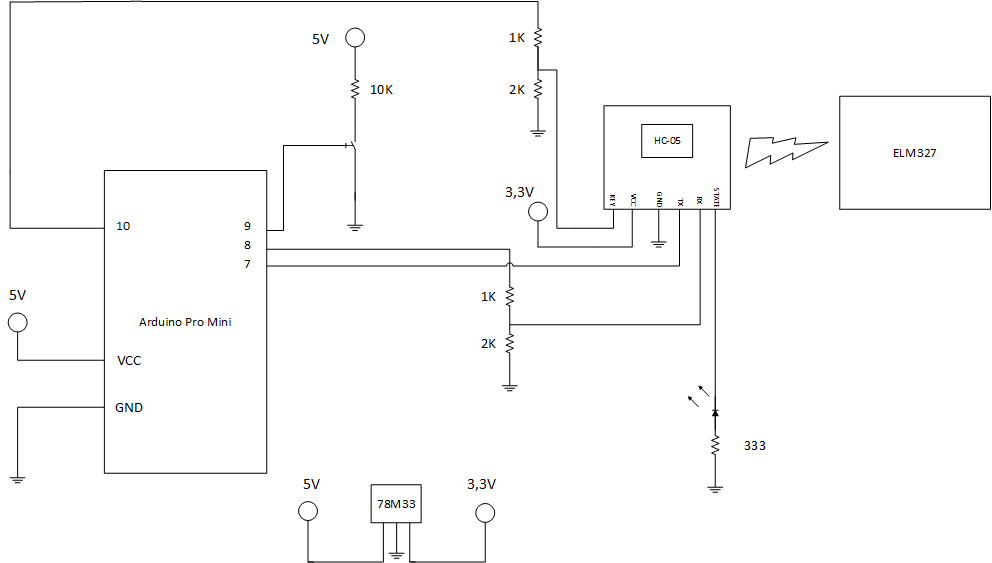 5V
10K
1K
2K
HC-05
ELM327
KEY
VCC
GND
TX
RX
STATE
3,3V
10
9
8
7
5V
Arduino Pro Mini
VCC
GND
1K
2K
333
5V
78M33
3,3V